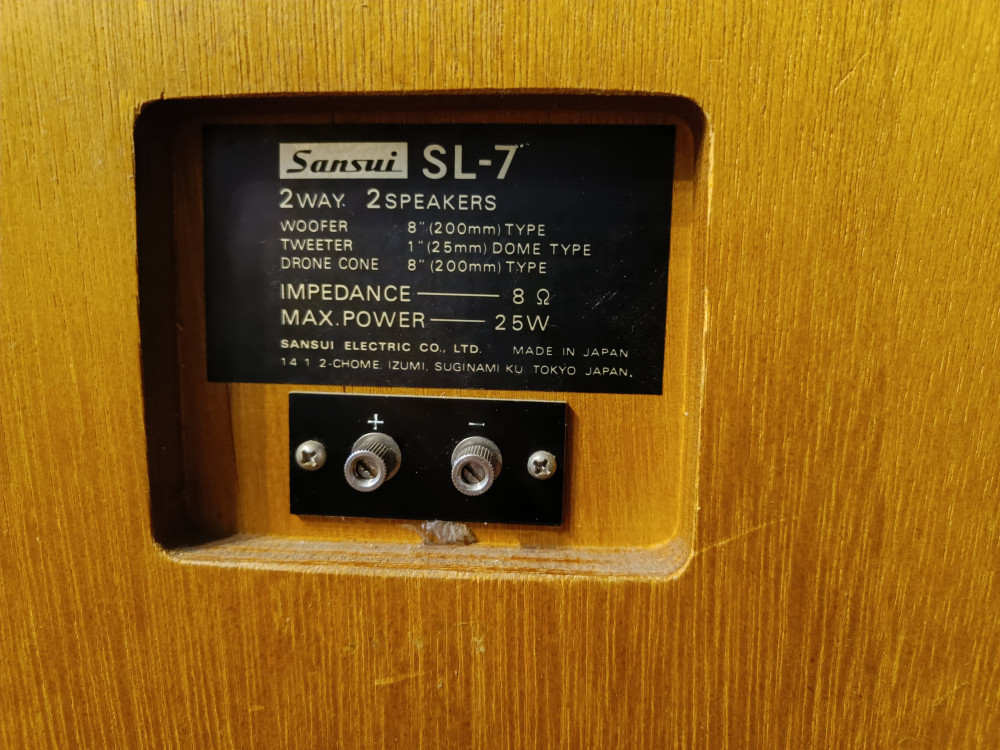 Sansui SL-7
2WAY. 2SPEAKERS
WOOFER 8"(200mm) TYPE
TWEETER 1"(25mm) DOME TYPE
DRONE CONE 8"(200mm) TYPE
IMPEDANCE — 8 Ω
MAX. POWER — 25W
SANSUI ELECTRIC CO., LTD. MADE IN JAPAN
14 1 2-CHOME, IZUMI, SUGINAMI KU, TOKYO JAPAN.
+ −